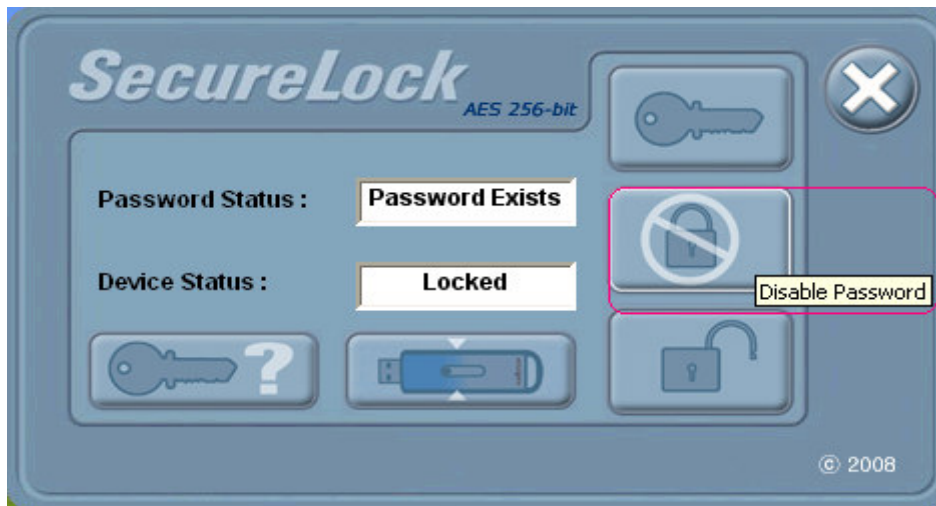 SecureLock
AES 256-bit
Password Status : Password Exists
Device Status : Locked
Disable Password
?
© 2008